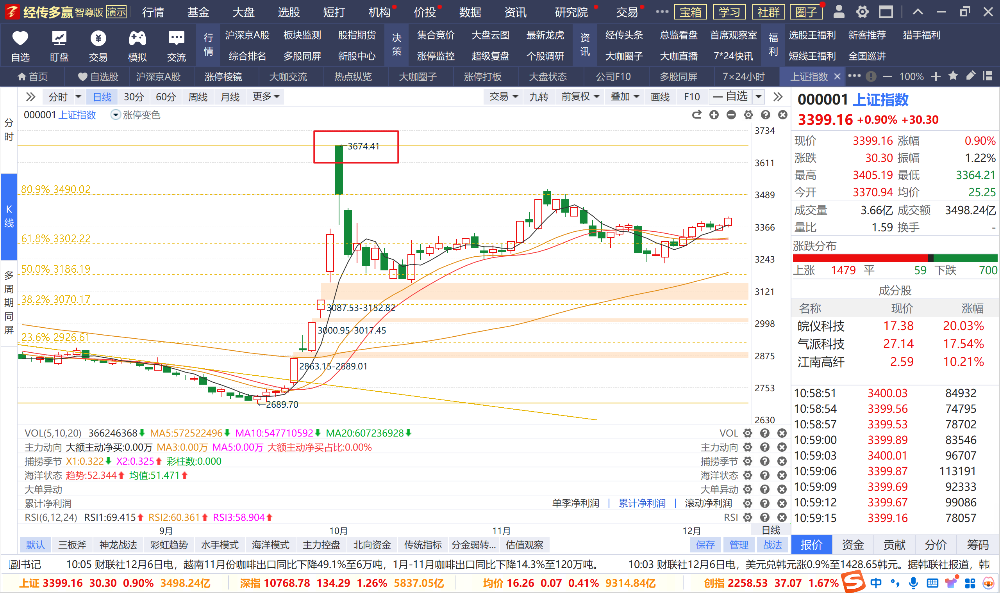 经传多赢 智尊版 演示 行情 基金 大盘 选股 短打 机构 价投 数据 资讯 研究院 交易 宝箱 学习 社群 圈子
自选 盯盘 交易 模拟 交流
行情 沪深京A股 板块监测 股指期货
综合排名 多股同屏 新股中心
决策 集合竞价 大盘云图 最新龙虎
涨停监控 超级复盘 个股调研
资讯 经传头条 总监看盘 首席观察室
大咖圈子 大咖直播 7*24快讯
福利 选股王福利 新客推荐 猎手福利
短线王福利 全国巡讲
首页 自选股 沪深京A股 涨停棱镜 大咖交流 热点纵览 大咖圈子 涨停打板 大盘状态 公司F10 多股同屏 7×24小时 上证指数 100%
分时 日线 30分 60分 周线 月线 更多 交易 九转 前复权 叠加 画线 F10 自选
分时
K线
多周期同屏
000001 上证指数 涨停变色
3734
3611
3489
3366
3243
3121
2998
2875
2753
2630
3674.41
80.9% 3490.02
61.8% 3302.22
50.0% 3186.19
38.2% 3070.17
23.6% 2926.61
3087.53-3152.82
3000.95-3017.45
2863.15-2889.01
2689.70
VOL(5,10,20) 366246368 MA5:572522496 MA10:547710592 MA20:607236928 VOL
主力动向 大额主动净买:0.00万 MA3:0.00万 MA5:0.00万 大额主动净买占比:0.00% 主力动向
捕捞季节 X1:0.322 X2:0.325 彩柱数:0.000 捕捞季节
海洋状态 趋势:52.344 均值:51.471 海洋状态
大单异动 大单异动
累计净利润 单季净利润 | 累计净利润 | 滚动净利润
RSI(6,12,24) RSI1:69.415 RSI2:60.361 RSI3:58.904 RSI
9月 10月 11月 12月 日线
默认 三板斧 神龙战法 彩虹趋势 水手模式 海洋模式 主力控盘 北向资金 传统指标 分金弱转... 估值观察 保存 管理 战法
000001 上证指数
3399.16 +0.90% +30.30
现价 3399.16 涨幅 0.90%
涨跌 30.30 振幅 1.22%
最高 3405.19 最低 3364.21
今开 3370.94 均价 25.25
成交量 3.66亿 成交额 3498.24亿
量比 1.59 换手 -
涨跌分布
上涨 1479 平 59 下跌 700
成分股
名称 现价 涨幅
皖仪科技 17.38 20.03%
气派科技 27.14 17.54%
江南高纤 2.59 10.21%
10:58:51 3400.03 84932
10:58:54 3399.56 74795
10:58:57 3399.53 78702
10:59:00 3399.89 83546
10:59:03 3400.01 96707
10:59:06 3399.87 113191
10:59:09 3399.69 92333
10:59:12 3399.67 99086
10:59:15 3399.16 78057
报价 资金 贡献 分价 筹码
副书记 10:05 财联社12月6日电，越南11月份咖啡出口同比下降49.1%至6万吨，1月-11月咖啡出口同比下降14.3%至120万吨。 10:03 财联社12月6日电，美元兑韩元涨0.9%至1428.65韩元。据韩联社报道，韩
上证 3399.16 30.30 0.90% 3498.24亿 深指 10768.78 134.29 1.26% 5837.05亿 均价 16.26 0.07 0.41% 9314.84亿 创指 2258.53 37.07 1.67% 中